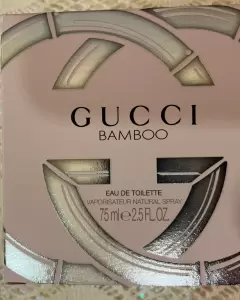 GUCCI
BAMBOO
EAU DE TOILETTE
VAPORISATEUR NATURAL SPRAY
75 ml ℮ 2.5 FL.OZ.